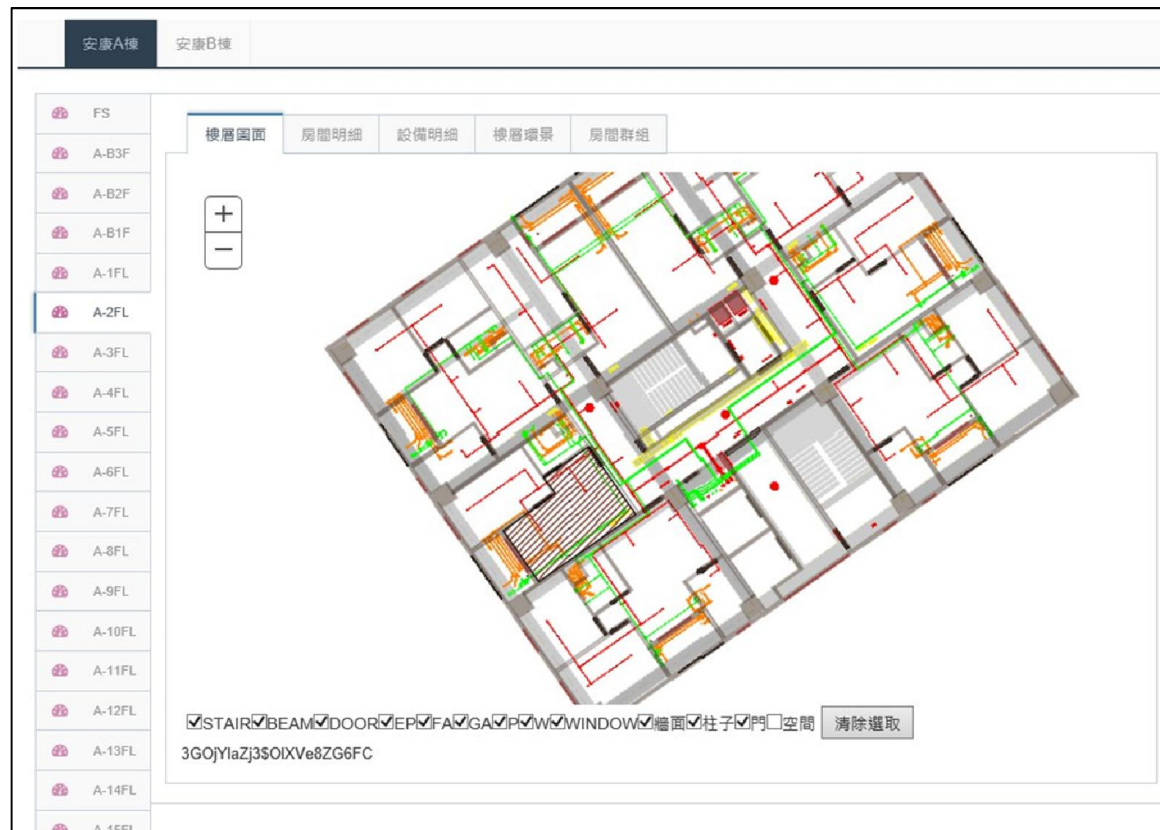 安康A棟 安康B棟
FS
A-B3F
A-B2F
A-B1F
A-1FL
A-2FL
A-3FL
A-4FL
A-5FL
A-6FL
A-7FL
A-8FL
A-9FL
A-10FL
A-11FL
A-12FL
A-13FL
A-14FL
A-15FL
樓層圖面 房間明細 設備明細 樓層環景 房間群組
+
−
STAIR BEAM DOOR EP FA GA P W WINDOW 牆面 柱子 門 空間 清除選取
3GOjYlaZj3$OlXVe8ZG6FC